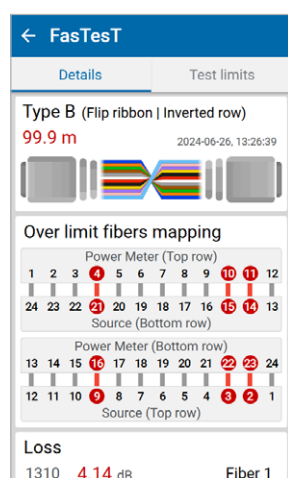 ← FasTesT
Details Test limits
Type B (Flip ribbon | Inverted row)
99.9 m 2024-06-26, 13:26:39
Over limit fibers mapping
Power Meter (Top row)
1 2 3 4 5 6 7 8 9 10 11 12
24 23 22 21 20 19 18 17 16 15 14 13
Source (Bottom row)
Power Meter (Bottom row)
13 14 15 16 17 18 19 20 21 22 23 24
12 11 10 9 8 7 6 5 4 3 2 1
Source (Top row)
Loss
1310 4.14 dB Fiber 1